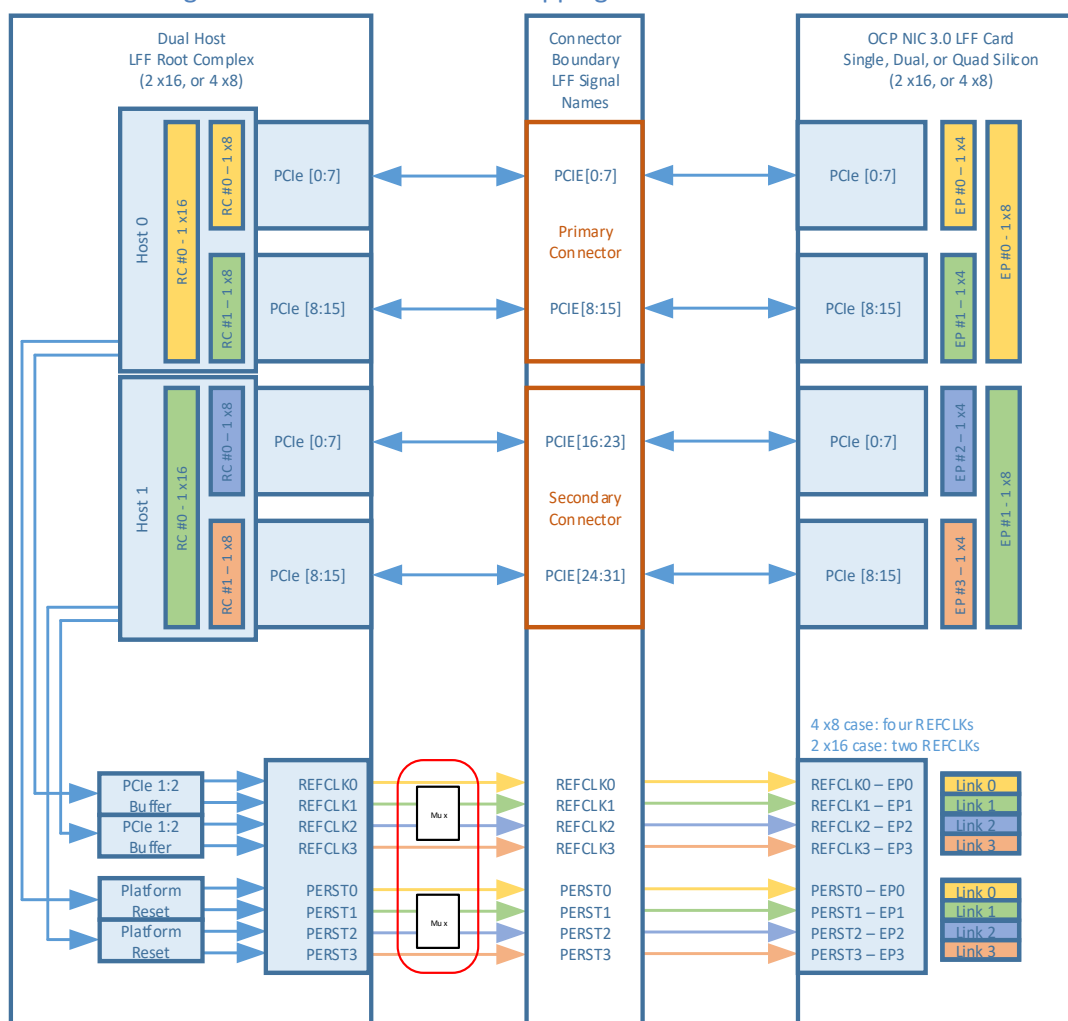 Dual Host
LFF Root Complex
(2 x16, or 4 x8)
Connector
Boundary
LFF Signal
Names
OCP NIC 3.0 LFF Card
Single, Dual, or Quad Silicon
(2 x16, or 4 x8)
Host 0
RC #0 - 1 x16
RC #0 – 1 x8
PCIe [0:7]
RC #1 – 1 x8
PCIe [8:15]
Host 1
RC #0 - 1 x16
RC #0 – 1 x8
PCIe [0:7]
RC #1 – 1 x8
PCIe [8:15]
PCIE[0:7]
Primary
Connector
PCIE[8:15]
PCIE[16:23]
Secondary
Connector
PCIE[24:31]
PCIe [0:7]
EP #0 – 1 x4
EP #0 - 1 x8
PCIe [8:15]
EP #1 – 1 x4
PCIe [0:7]
EP #2 – 1 x4
EP #1 - 1 x8
PCIe [8:15]
EP #3 – 1 x4
4 x8 case: four REFCLKs
2 x16 case: two REFCLKs
PCIe 1:2
Buffer
PCIe 1:2
Buffer
Platform
Reset
Platform
Reset
REFCLK0
REFCLK1
REFCLK2
REFCLK3
PERST0
PERST1
PERST2
PERST3
Mux
Mux
REFCLK0
REFCLK1
REFCLK2
REFCLK3
PERST0
PERST1
PERST2
PERST3
REFCLK0 – EP0
REFCLK1 – EP1
REFCLK2 – EP2
REFCLK3 – EP3
PERST0 – EP0
PERST1 – EP1
PERST2 – EP2
PERST3 – EP3
Link 0
Link 1
Link 2
Link 3
Link 0
Link 1
Link 2
Link 3